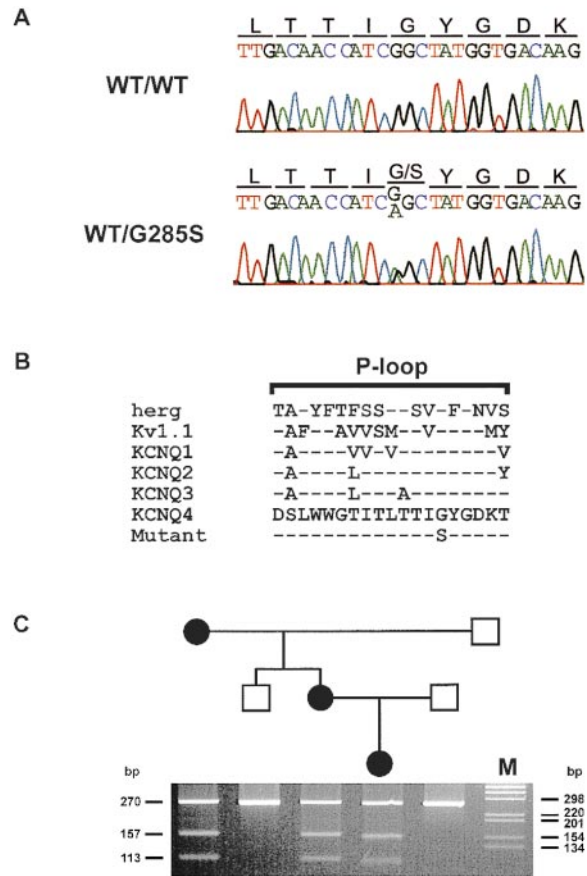 A
L T T I G Y G D K
TTGACAACCATCGGCTATGGTGACAAG
WT/WT
L T T I G/S Y G D K
TTGACAACCATCGGCTATGGTGACAAG
A
WT/G285S
B
P-loop
herg TA-YFTFSS--SV-F-NVS
Kv1.1 -AF--AVVSM--V----MY
KCNQ1 -A----VV--V--------V
KCNQ2 -A----L------------Y
KCNQ3 -A----L---A--------
KCNQ4 DSLWWGTITLTTIGYGDKT
Mutant -------------S-----
C
M
bp
bp
270
157
113
298
220
201
154
134